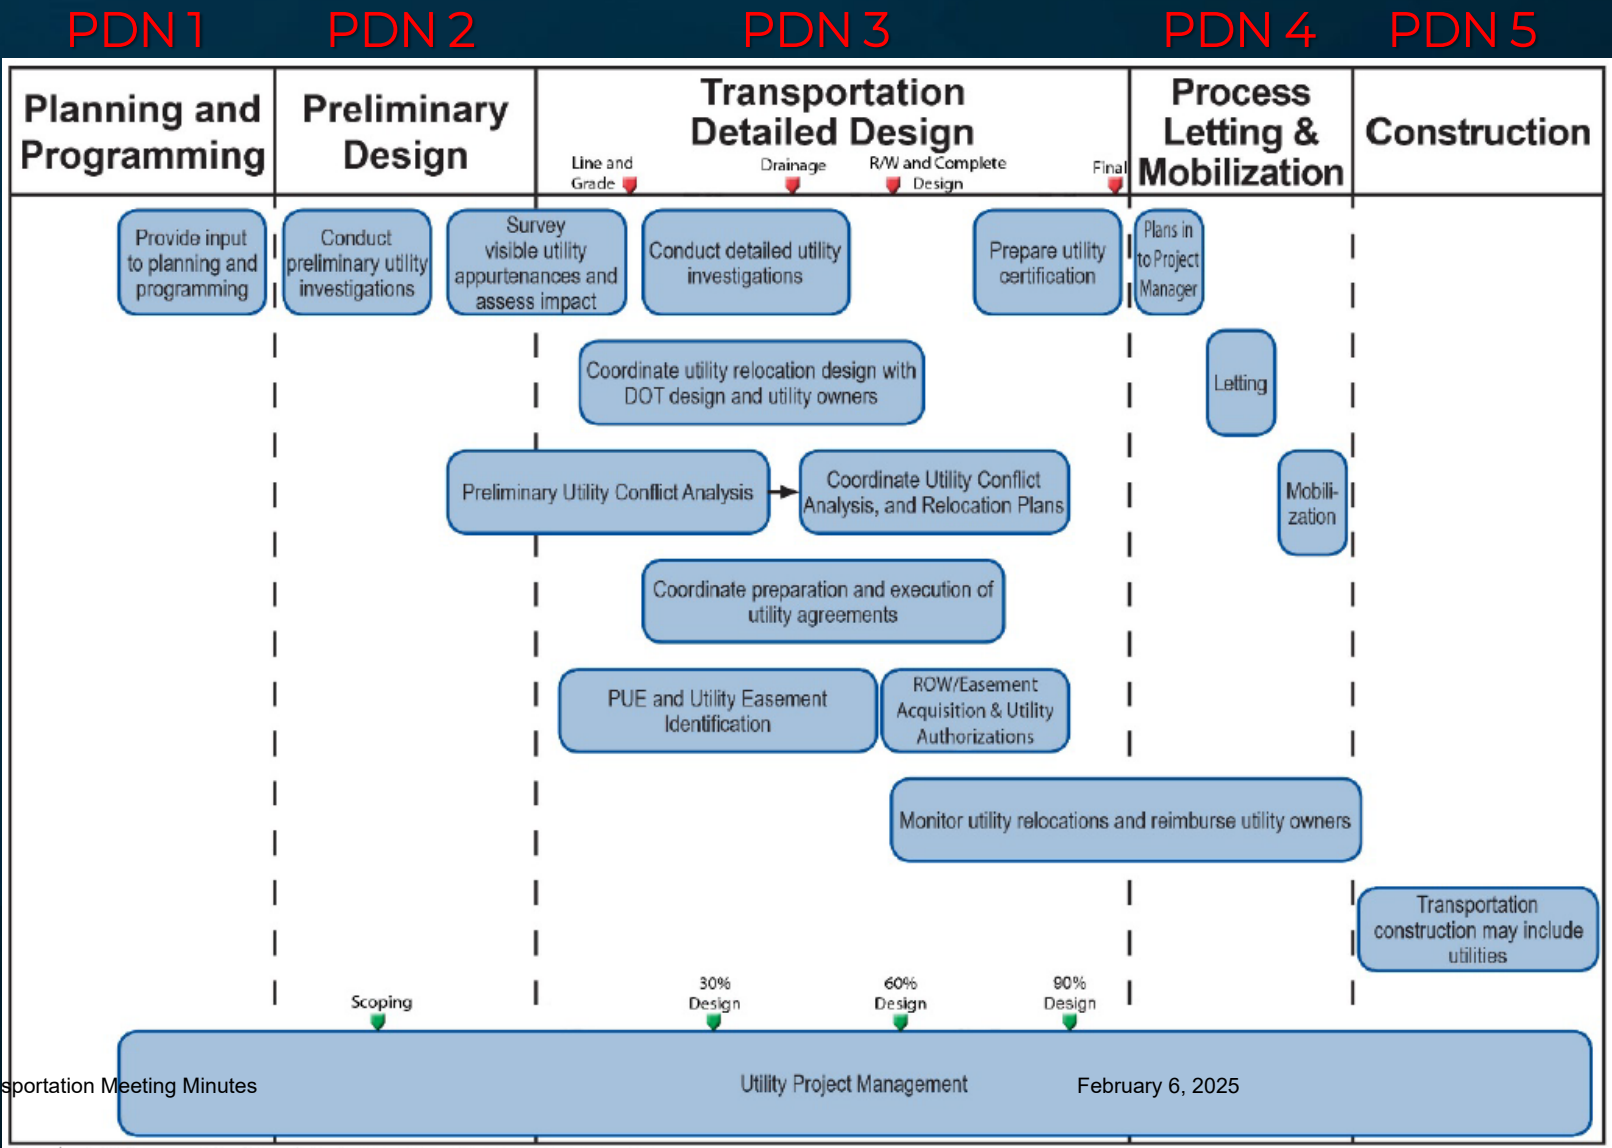 PDN 1
PDN 2
PDN 3
PDN 4
PDN 5
Planning and
Programming
Preliminary
Design
Transportation
Detailed Design
Process
Letting &
Mobilization
Construction
Line and
Grade
Drainage
R/W and Complete
Design
Final
Provide input
to planning and
programming
Conduct
preliminary utility
investigations
Survey
visible utility
appurtenances and
assess impact
Conduct detailed utility
investigations
Prepare utility
certification
Plans in
to Project
Manager
Coordinate utility relocation design with
DOT design and utility owners
Letting
Preliminary Utility Conflict Analysis
Coordinate Utility Conflict
Analysis, and Relocation Plans
Mobili-
zation
Coordinate preparation and execution of
utility agreements
PUE and Utility Easement
Identification
ROW/Easement
Acquisition & Utility
Authorizations
Monitor utility relocations and reimburse utility owners
Transportation
construction may include
utilities
Scoping
30%
Design
60%
Design
90%
Design
sportation Meeting Minutes
Utility Project Management
February 6, 2025